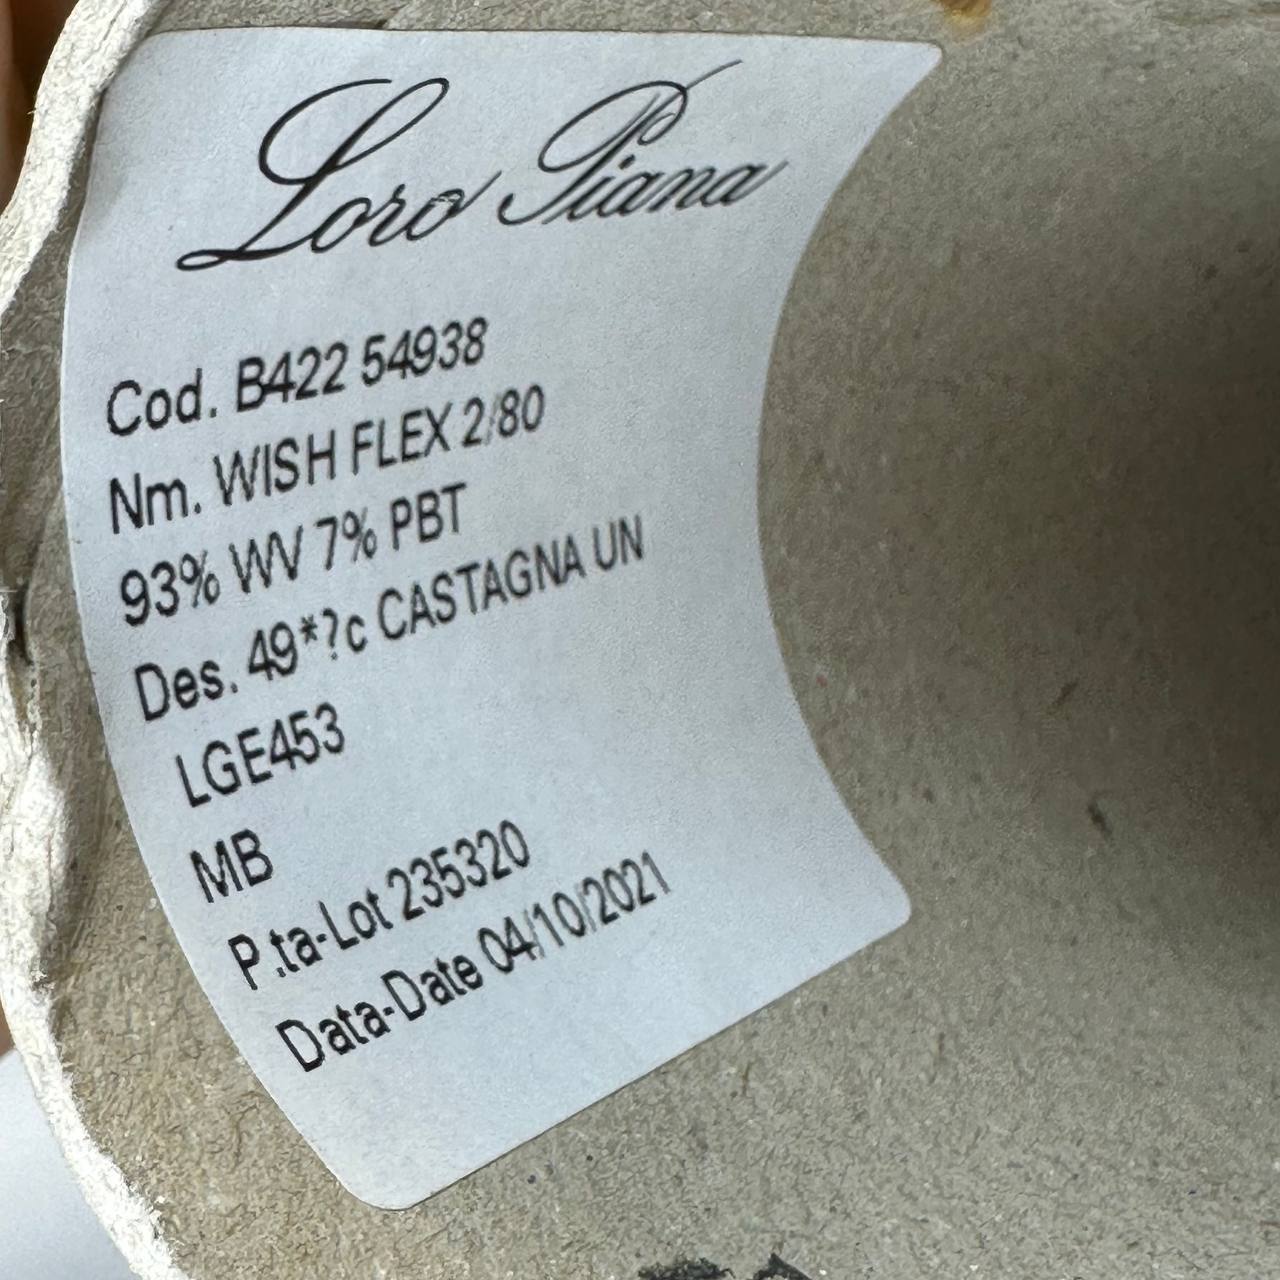 Loro Piana
Cod. B422 54938
Nm. WISH FLEX 2/80
93% WV 7% PBT
Des. 49*?c CASTAGNA UN
LGE453
MB
P.ta-Lot 235320
Data-Date 04/10/2021